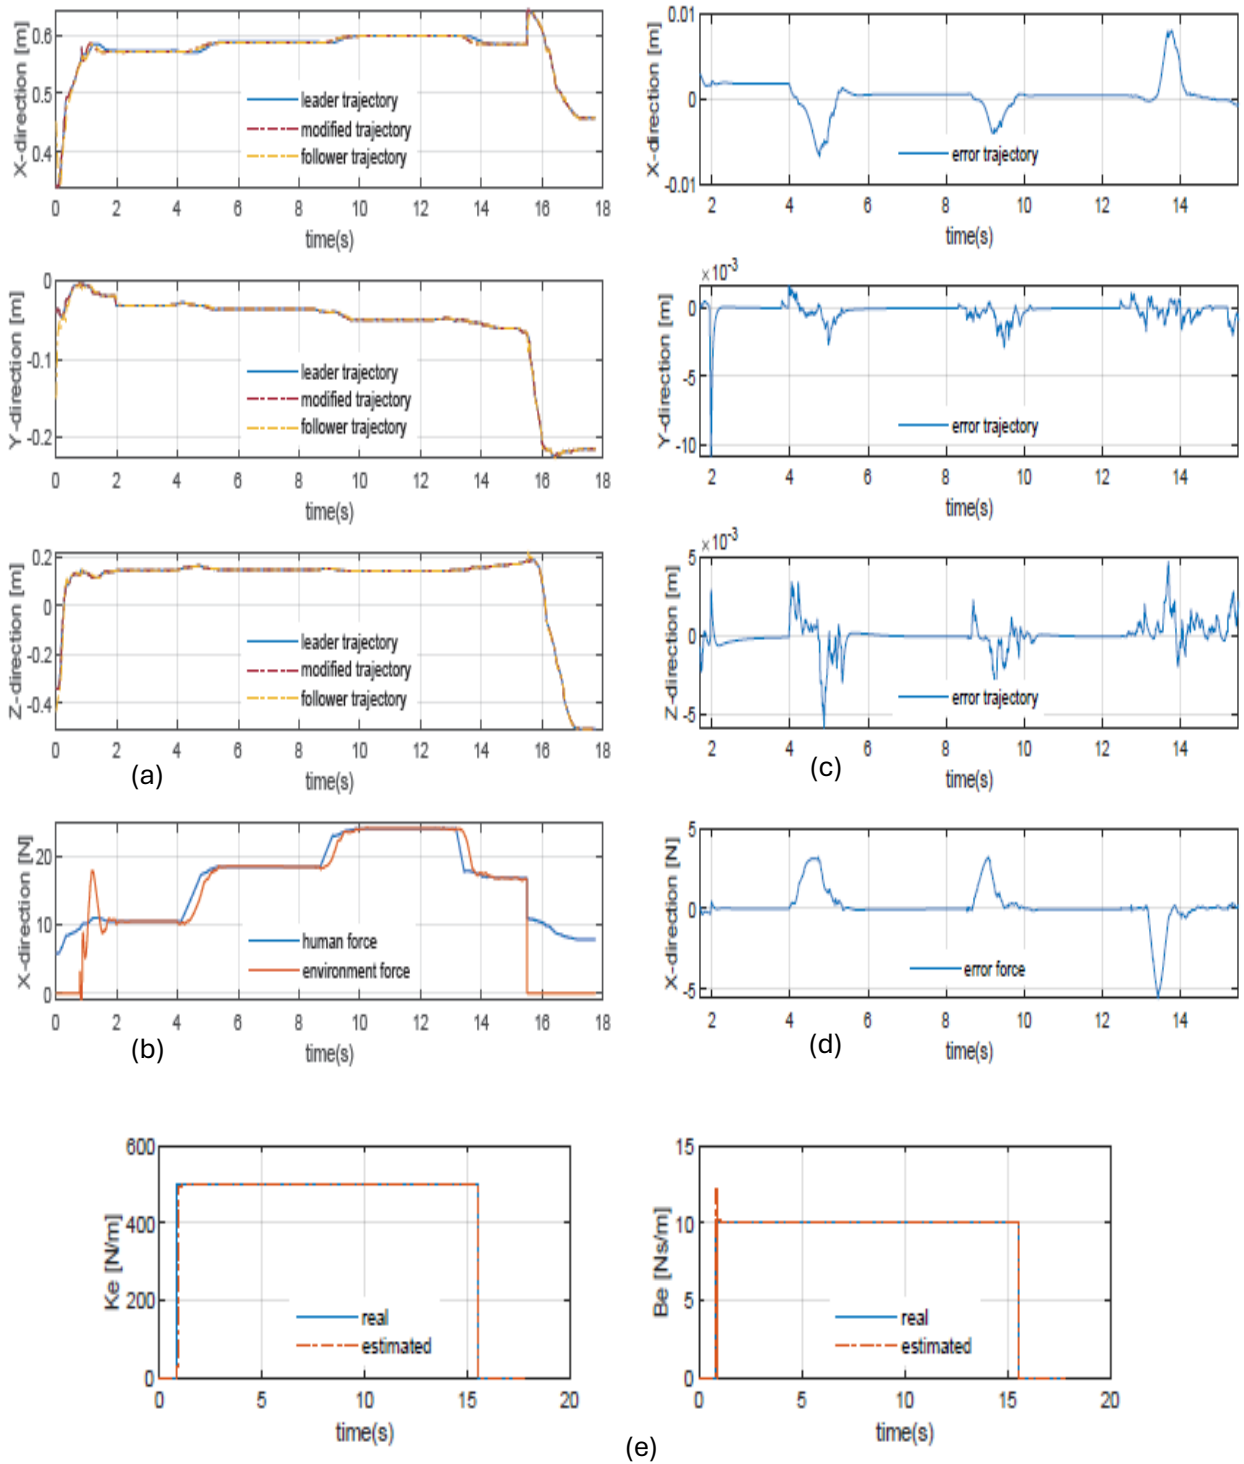 X-direction [m]
0.6
0.5
0.4
leader trajectory
modified trajectory
follower trajectory
0 2 4 6 8 10 12 14 16 18
time(s)
X-direction [m]
0.01
0
-0.01
error trajectory
2 4 6 8 10 12 14
time(s)
Y-direction [m]
0
-0.1
-0.2
leader trajectory
modified trajectory
follower trajectory
0 2 4 6 8 10 12 14 16 18
time(s)
×10-3
Y-direction [m]
0
-5
-10
error trajectory
2 4 6 8 10 12 14
time(s)
Z-direction [m]
0.2
0
-0.2
-0.4
leader trajectory
modified trajectory
follower trajectory
0 2 4 6 8 10 12 14 16 18
time(s)
(a)
×10-3
Z-direction [m]
5
0
-5
error trajectory
2 4 6 8 10 12 14
time(s)
(c)
X-direction [N]
20
10
0
human force
environment force
0 2 4 6 8 10 12 14 16 18
time(s)
(b)
X-direction [N]
5
0
-5
error force
2 4 6 8 10 12 14
time(s)
(d)
Ke [N/m]
600
400
200
0
real
estimated
0 5 10 15 20
time(s)
Be [Ns/m]
15
10
5
0
real
estimated
0 5 10 15 20
time(s)
(e)